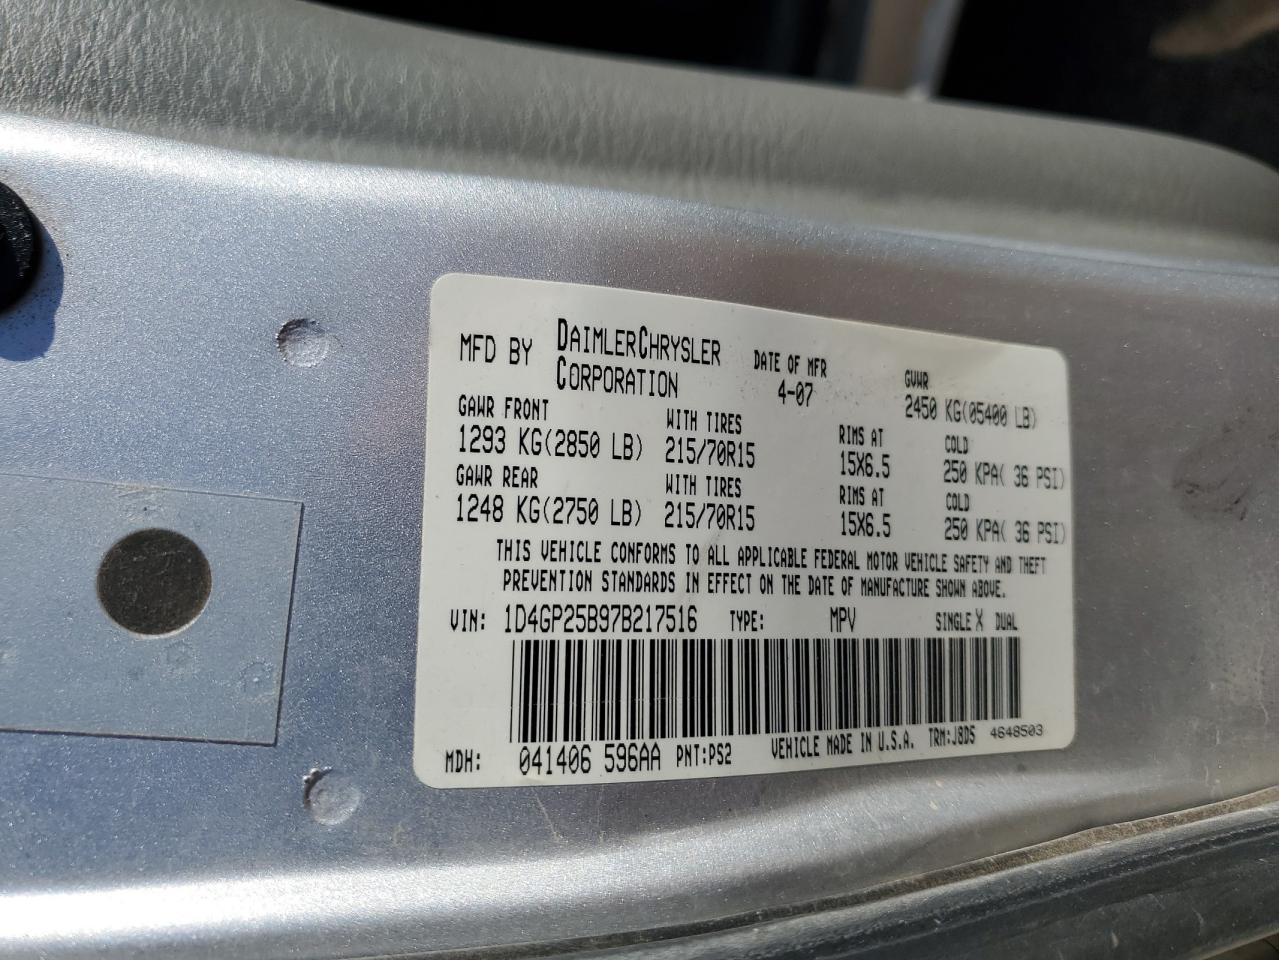 MFD BY DAIMLERCHRYSLER CORPORATION DATE OF MFR 4-07 GVWR 2450 KG(05400 LB)
GAWR FRONT WITH TIRES RIMS AT COLD
1293 KG(2850 LB) 215/70R15 15X6.5 250 KPA( 36 PSI)
GAWR REAR WITH TIRES RIMS AT COLD
1248 KG(2750 LB) 215/70R15 15X6.5 250 KPA( 36 PSI)
THIS VEHICLE CONFORMS TO ALL APPLICABLE FEDERAL MOTOR VEHICLE SAFETY AND THEFT
PREVENTION STANDARDS IN EFFECT ON THE DATE OF MANUFACTURE SHOWN ABOVE.
VIN: 1D4GP25B97B217516 TYPE: MPV SINGLE X DUAL
MDH: 041406 596AA PNT:PS2 VEHICLE MADE IN U.S.A. TRM:J8D5 4648503